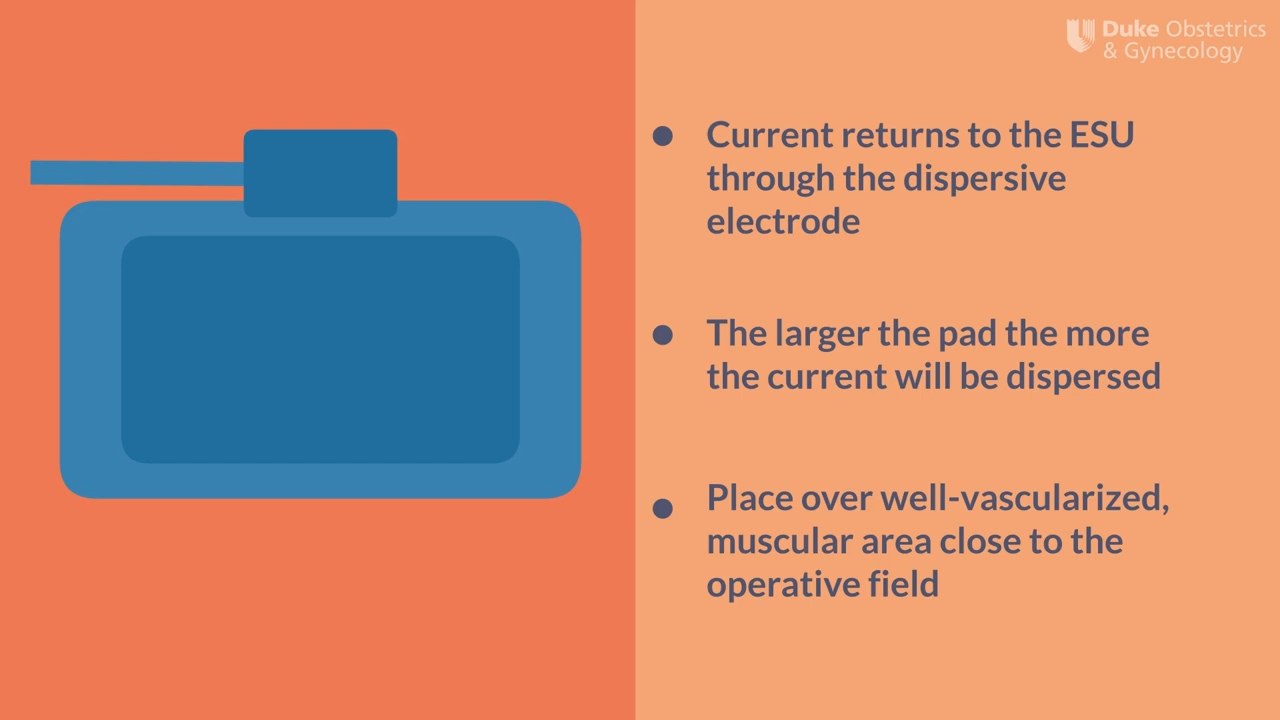 Duke Obstetrics
& Gynecology
Current returns to the ESU
through the dispersive
electrode
The larger the pad the more
the current will be dispersed
Place over well-vascularized,
muscular area close to the
operative field